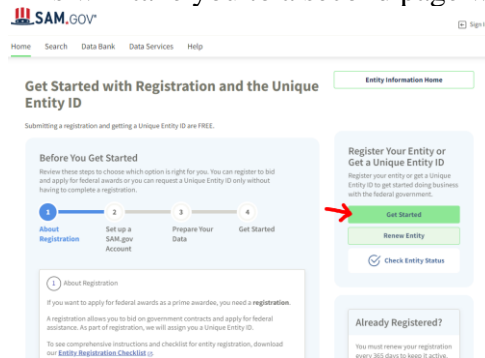 SAM.GOV®
Sign I
Home Search Data Bank Data Services Help
Get Started with Registration and the Unique
Entity ID
Submitting a registration and getting a Unique Entity ID are FREE.
Before You Get Started
Review these steps to choose which option is right for you. You can register to bid
and apply for federal awards or you can request a Unique Entity ID only without
having to complete a registration.
1 2 3 4
About Registration
Set up a SAM.gov Account
Prepare Your Data
Get Started
1 About Registration
If you want to apply for federal awards as a prime awardee, you need a registration.
A registration allows you to bid on government contracts and apply for federal
assistance. As part of registration, we will assign you a Unique Entity ID.
To see comprehensive instructions and checklist for entity registration, download
our Entity Registration Checklist
Entity Information Home
Register Your Entity or
Get a Unique Entity ID
Register your entity or get a Unique
Entity ID to get started doing business
with the federal government.
Get Started
Renew Entity
Check Entity Status
Already Registered?
You must renew your registration
every 365 days to keep it active.